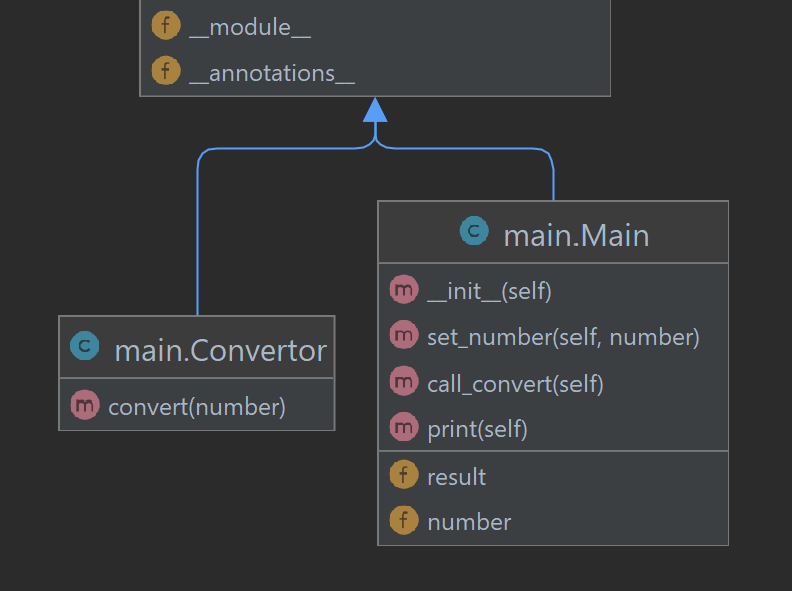 f __module__
f __annotations__
c main.Main
m __init__(self)
m set_number(self, number)
m call_convert(self)
m print(self)
f result
f number
c main.Convertor
m convert(number)